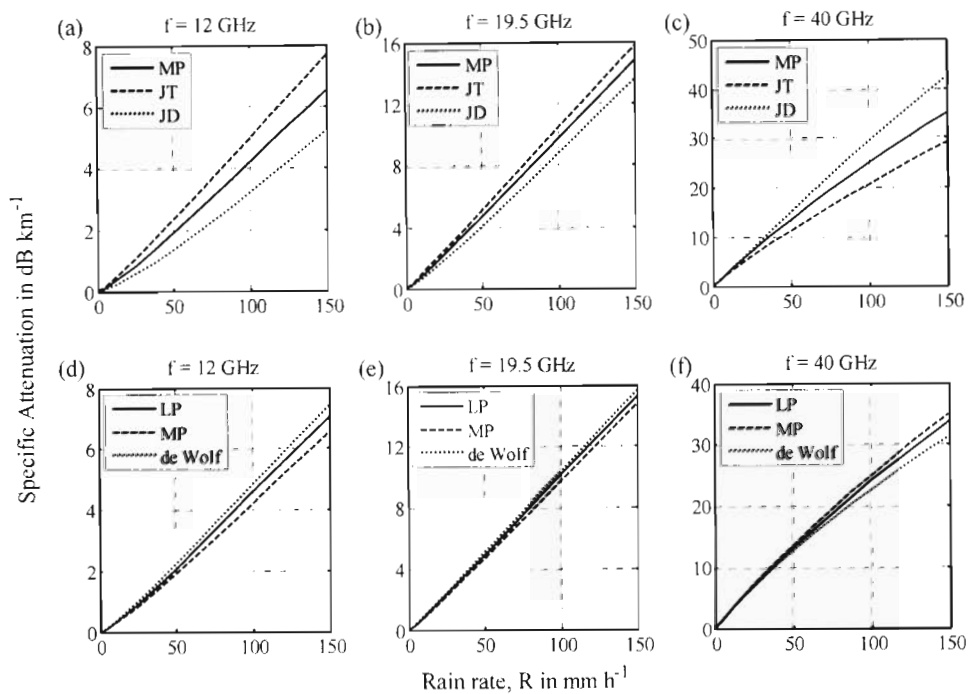 (a) f = 12 GHz
8
6
4
2
0
0 50 100 150
MP
JT
JD
(b) f = 19.5 GHz
16
12
8
4
0
0 50 100 150
MP
JT
JD
(c) f = 40 GHz
50
40
30
20
10
0
0 50 100 150
MP
JT
JD
Specific Attenuation in dB km⁻¹
(d) f = 12 GHz
8
6
4
2
0
0 50 100 150
LP
MP
de Wolf
(e) f = 19.5 GHz
16
12
8
4
0
0 50 100 150
LP
MP
de Wolf
(f) f = 40 GHz
40
30
20
10
0
0 50 100 150
LP
MP
de Wolf
Rain rate, R in mm h⁻¹